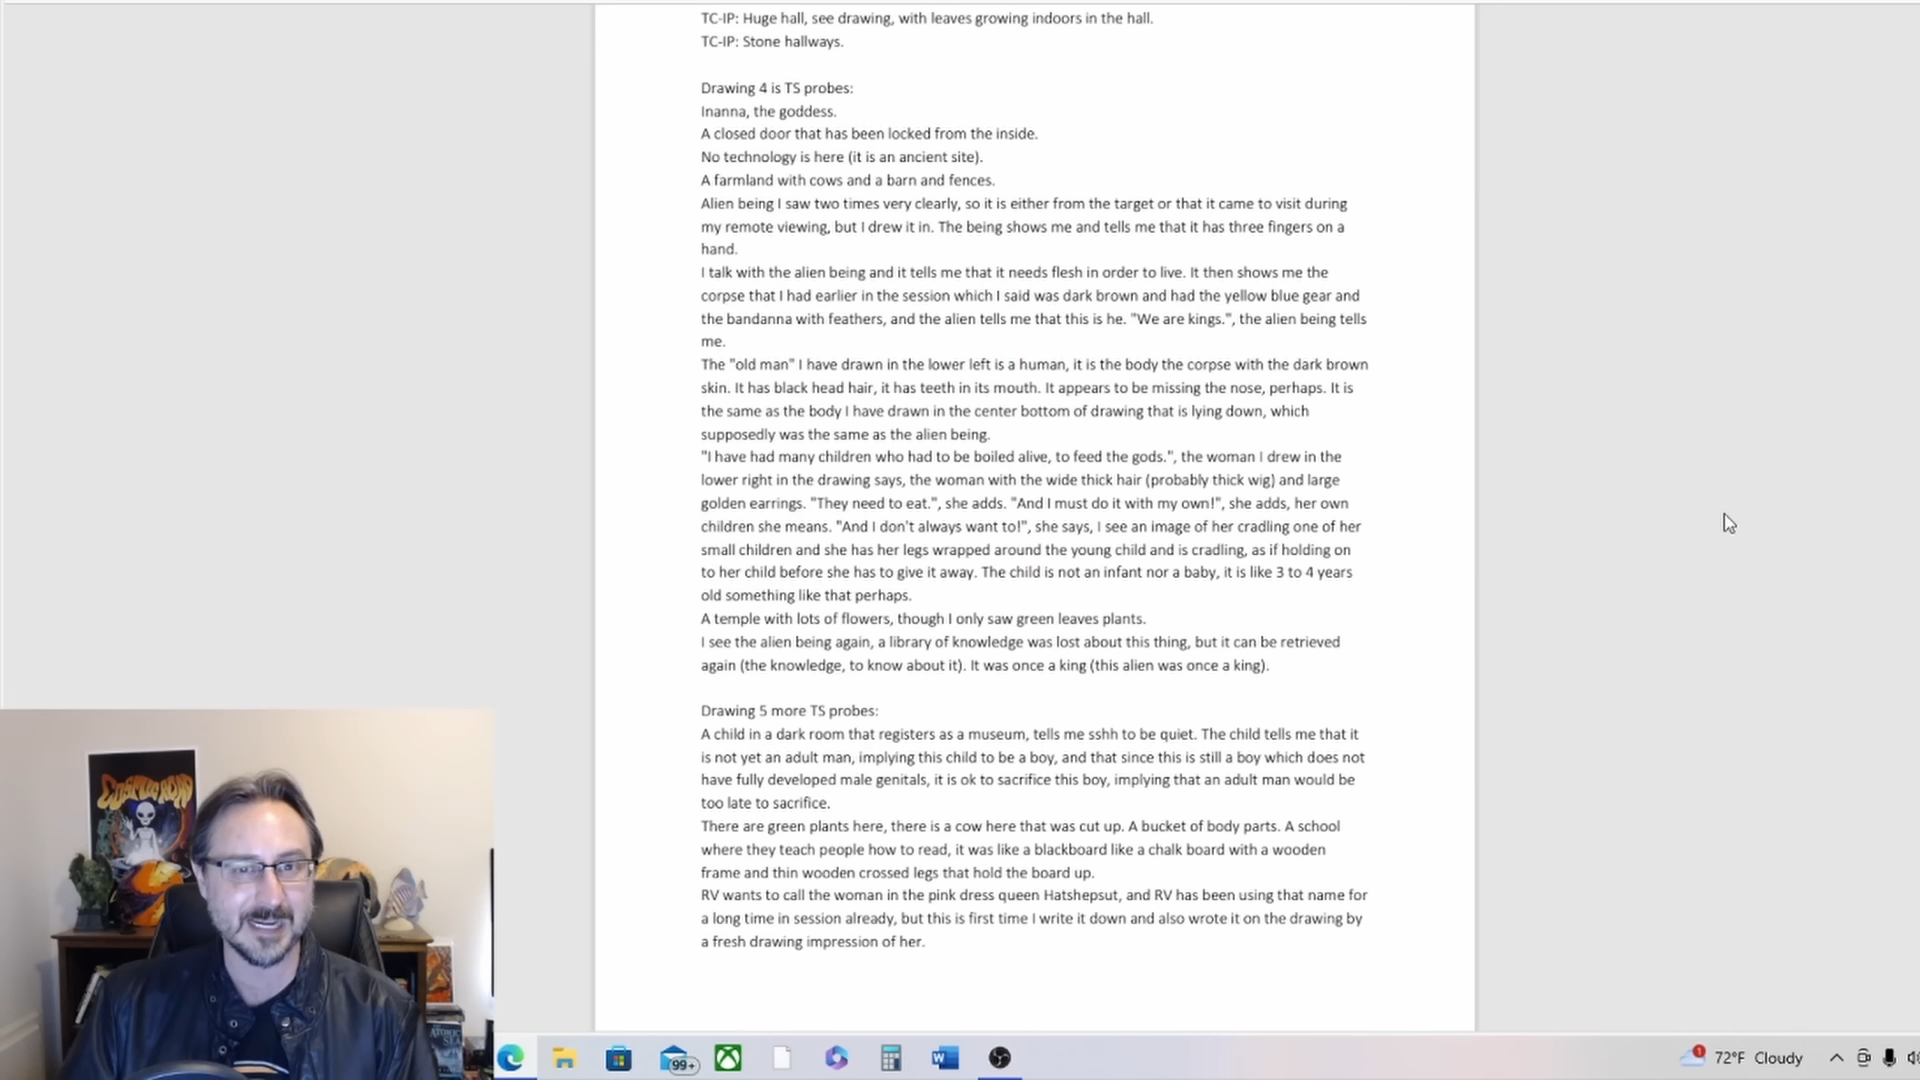 TC-IP: Huge hall, see drawing, with leaves growing indoors in the hall.
TC-IP: Stone hallways.
Drawing 4 is TS probes:
Inanna, the goddess.
A closed door that has been locked from the inside.
No technology is here (it is an ancient site).
A farmland with cows and a barn and fences.
Alien being I saw two times very clearly, so it is either from the target or that it came to visit during
my remote viewing, but I drew it in. The being shows me and tells me that it has three fingers on a
hand.
I talk with the alien being and it tells me that it needs flesh in order to live. It then shows me the
corpse that I had earlier in the session which I said was dark brown and had the yellow blue gear and
the bandanna with feathers, and the alien tells me that this is he. "We are kings.", the alien being tells
me.
The "old man" I have drawn in the lower left is a human, it is the body the corpse with the dark brown
skin. It has black head hair, it has teeth in its mouth. It appears to be missing the nose, perhaps. It is
the same as the body I have drawn in the center bottom of drawing that is lying down, which
supposedly was the same as the alien being.
"I have had many children who had to be boiled alive, to feed the gods.", the woman I drew in the
lower right in the drawing says, the woman with the wide thick hair (probably thick wig) and large
golden earrings. "They need to eat.", she adds. "And I must do it with my own!", she adds, her own
children she means. "And I don't always want to!", she says, I see an image of her cradling one of her
small children and she has her legs wrapped around the young child and is cradling, as if holding on
to her child before she has to give it away. The child is not an infant nor a baby, it is like 3 to 4 years
old something like that perhaps.
A temple with lots of flowers, though I only saw green leaves plants.
I see the alien being again, a library of knowledge was lost about this thing, but it can be retrieved
again (the knowledge, to know about it). It was once a king (this alien was once a king).
Drawing 5 more TS probes:
A child in a dark room that registers as a museum, tells me sshh to be quiet. The child tells me that it
is not yet an adult man, implying this child to be a boy, and that since this is still a boy which does not
have fully developed male genitals, it is ok to sacrifice this boy, implying that an adult man would be
too late to sacrifice.
There are green plants here, there is a cow here that was cut up. A bucket of body parts. A school
where they teach people how to read, it was like a blackboard like a chalk board with a wooden
frame and thin wooden crossed legs that hold the board up.
RV wants to call the woman in the pink dress queen Hatshepsut, and RV has been using that name for
a long time in session already, but this is first time I write it down and also wrote it on the drawing by
a fresh drawing impression of her.
COSMIC ROAD
ATOMIC
SEA
99+
W
1
72°F Cloudy